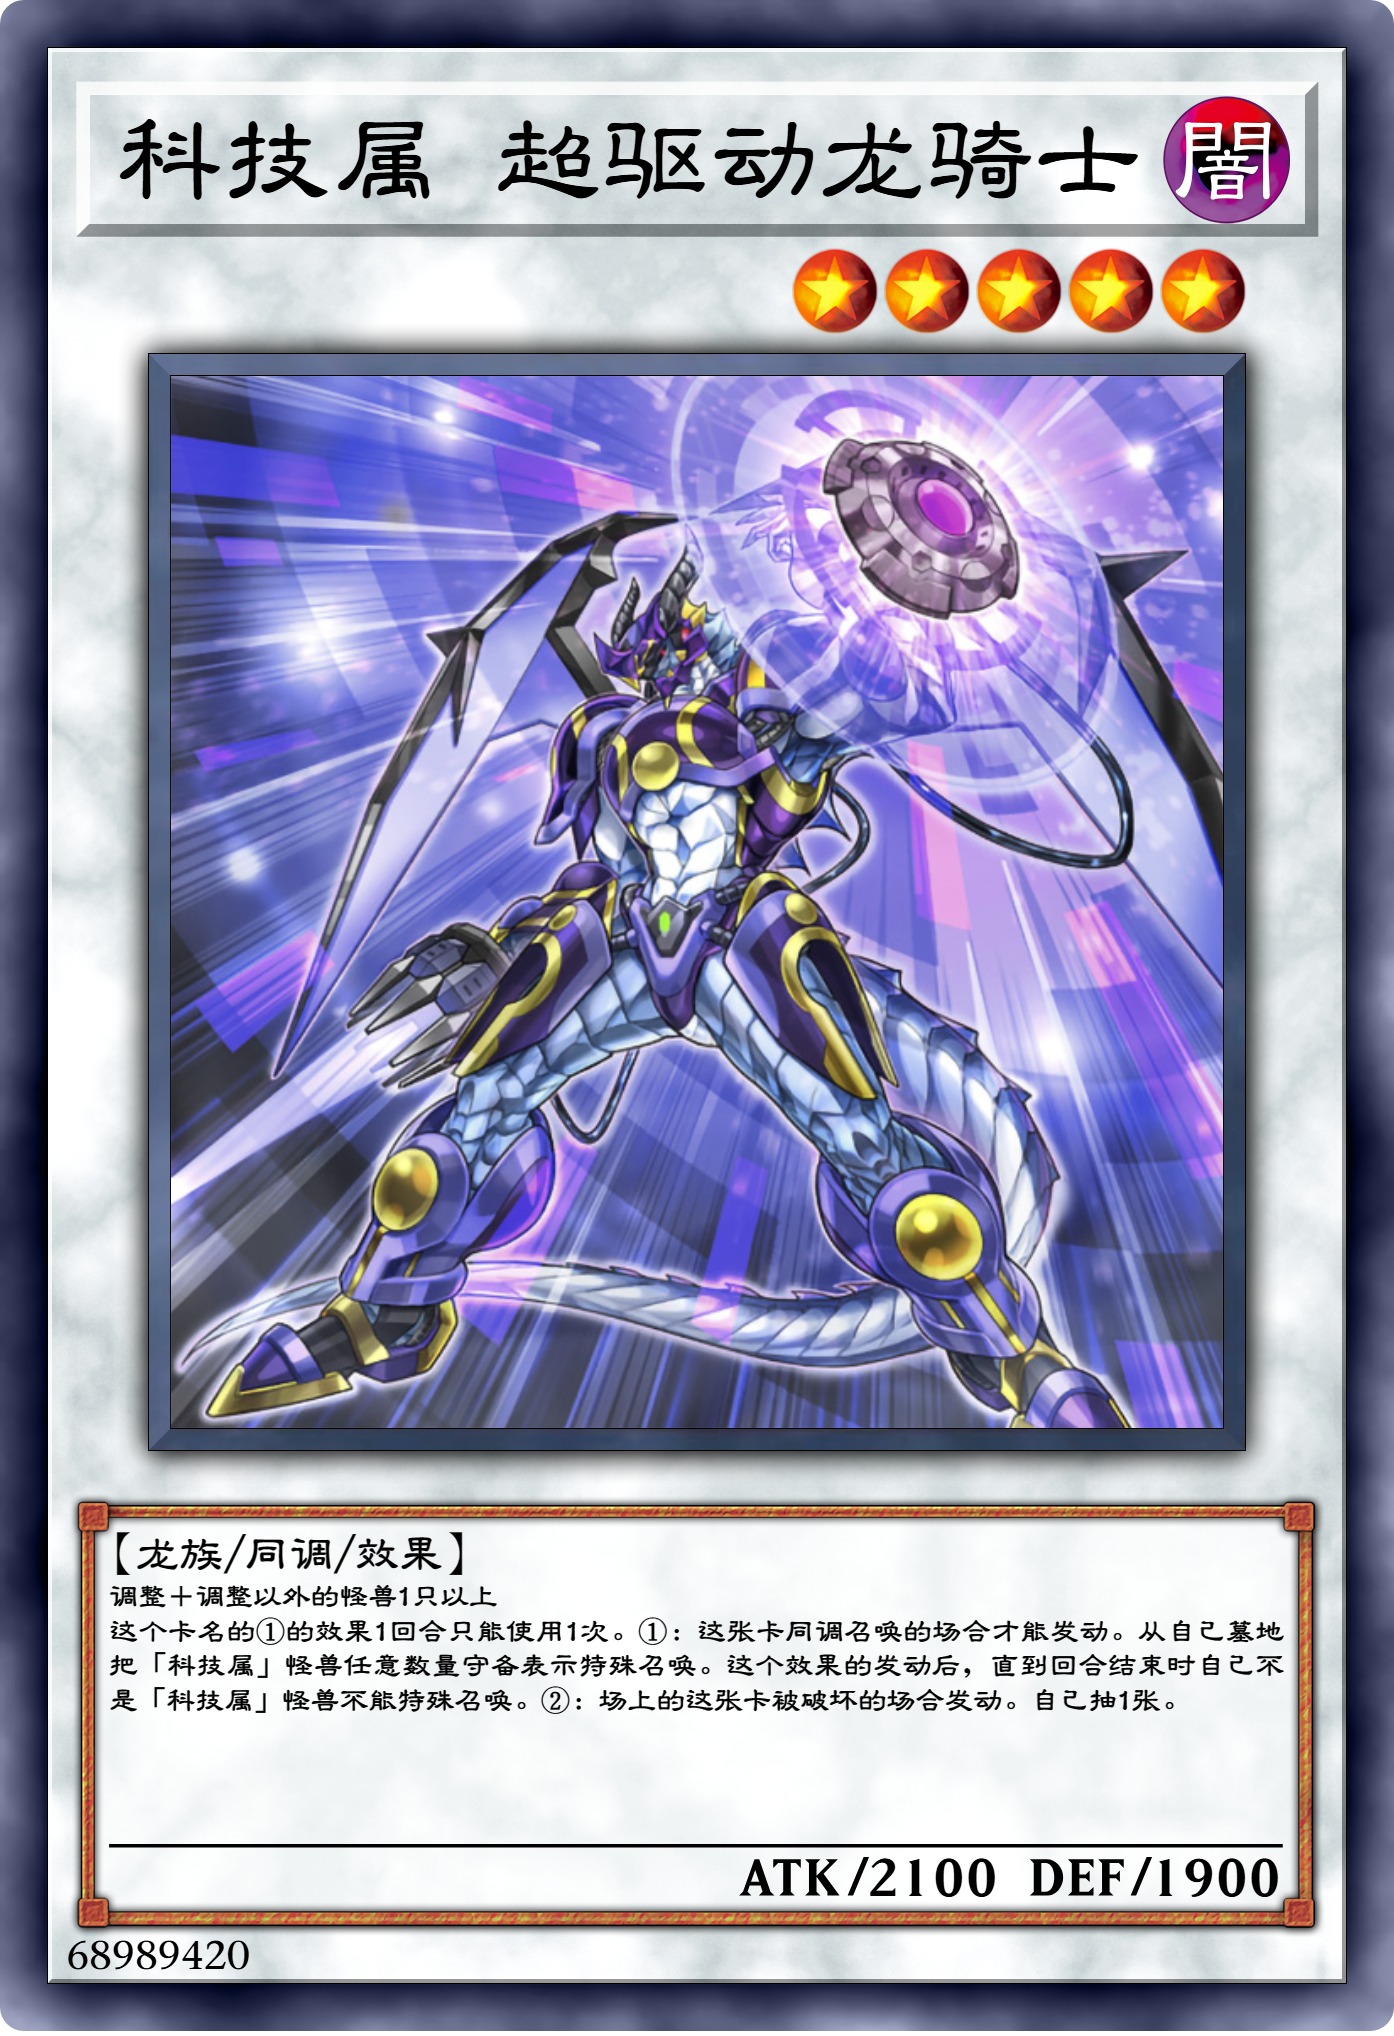 科技属 超驱动龙骑士 闇
【龙族/同调/效果】
调整＋调整以外的怪兽1只以上
这个卡名的①的效果1回合只能使用1次。①：这张卡同调召唤的场合才能发动。从自己墓地
把「科技属」怪兽任意数量守备表示特殊召唤。这个效果的发动后，直到回合结束时自己不
是「科技属」怪兽不能特殊召唤。②：场上的这张卡被破坏的场合发动。自己抽1张。
ATK/2100 DEF/1900
68989420